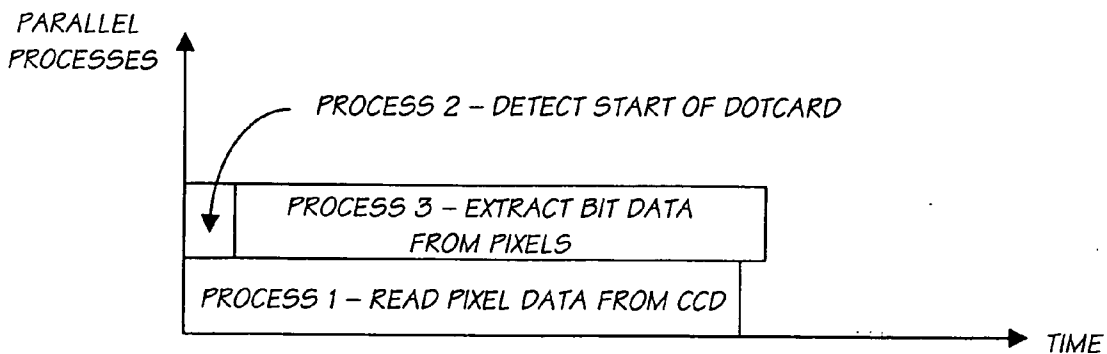 PARALLEL
PROCESSES
PROCESS 2 – DETECT START OF DOTCARD
PROCESS 3 – EXTRACT BIT DATA
FROM PIXELS
PROCESS 1 – READ PIXEL DATA FROM CCD
TIME